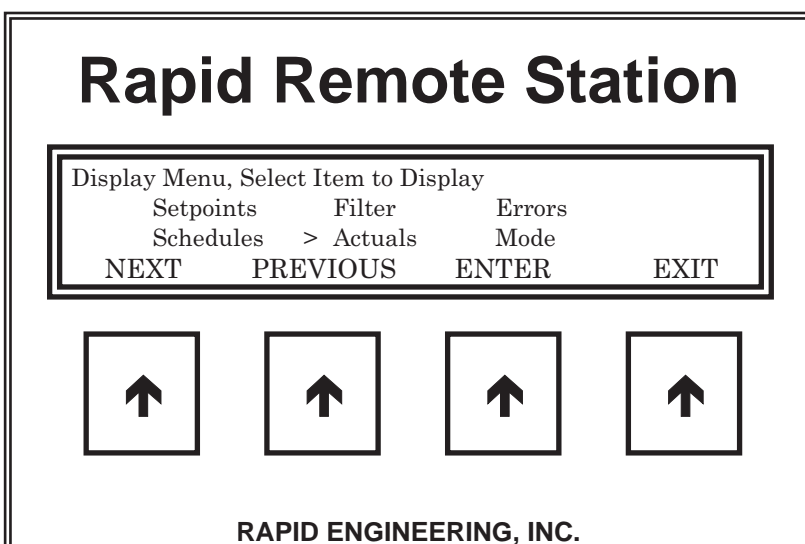 Rapid Remote Station
Display Menu, Select Item to Display
Setpoints Filter Errors
Schedules > Actuals Mode
NEXT PREVIOUS ENTER EXIT
RAPID ENGINEERING, INC.